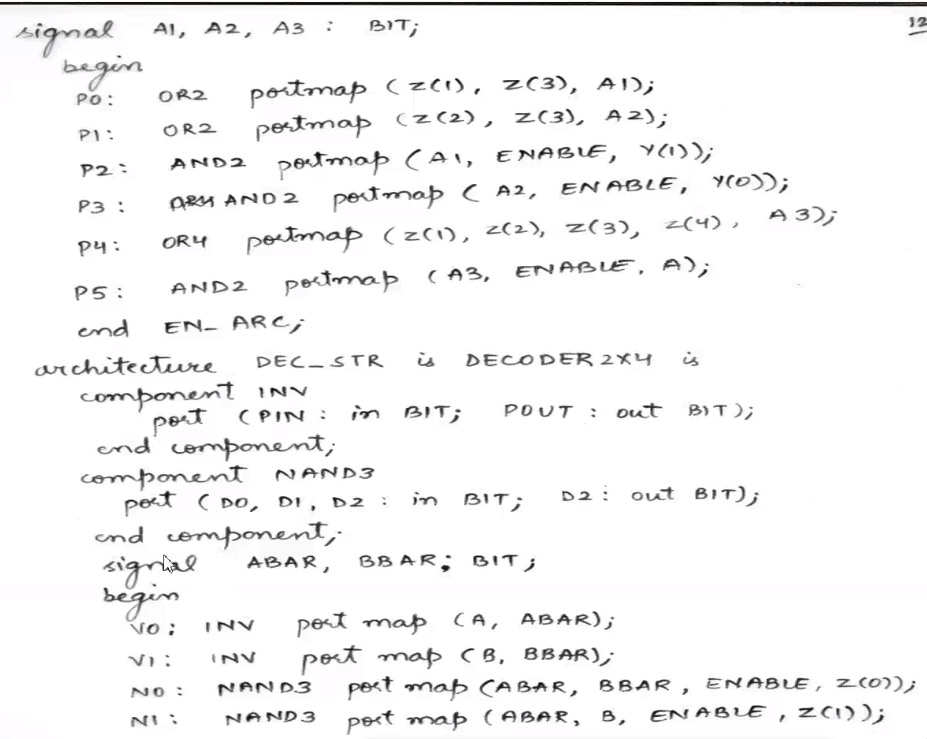 12
signal A1, A2, A3 : BIT;
begin
P0: OR2 portmap (Z(1), Z(3), A1);
P1: OR2 portmap (Z(2), Z(3), A2);
P2: AND2 portmap (A1, ENABLE, Y(1));
P3: AND2 portmap (A2, ENABLE, Y(0));
P4: OR4 portmap (Z(1), Z(2), Z(3), Z(4), A3);
P5: AND2 portmap (A3, ENABLE, A);
end EN_ARC;
architecture DEC_STR is DECODER2X4 is
component INV
port (PIN : in BIT; POUT : out BIT);
end component;
component NAND3
port (D0, D1, D2 : in BIT; D2 : out BIT);
end component;
signal ABAR, BBAR; BIT;
begin
V0; INV port map (A, ABAR);
V1: INV port map (B, BBAR);
N0: NAND3 port map (ABAR, BBAR, ENABLE, Z(0));
N1: NAND3 port map (ABAR, B, ENABLE, Z(1));